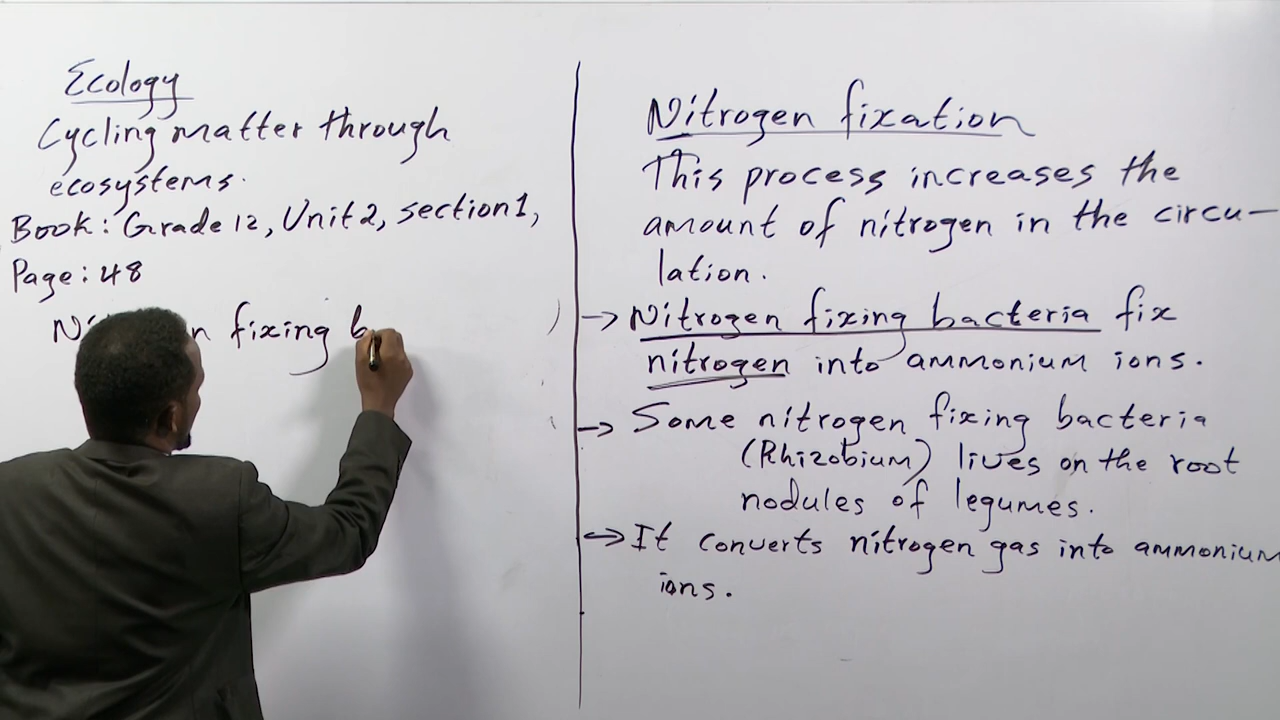 Ecology
Cycling matter through
ecosystems.
Book: Grade 12, Unit 2, section 1,
Page: 48
fixing b
Nitrogen fixation
This process increases the
amount of nitrogen in the circu-
lation.
→ Nitrogen fixing bacteria fix
nitrogen into ammonium ions.
→ Some nitrogen fixing bacteria
(Rhizobium) lives on the root
nodules of legumes.
→ It converts nitrogen gas into ammonium
ions.